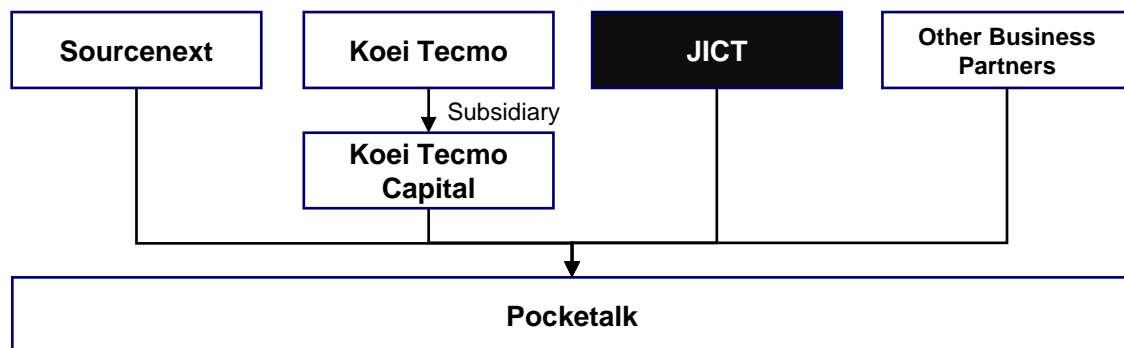 Sourcenext
Koei Tecmo
JICT
Other Business
Partners
Subsidiary
Koei Tecmo
Capital
Pocketalk